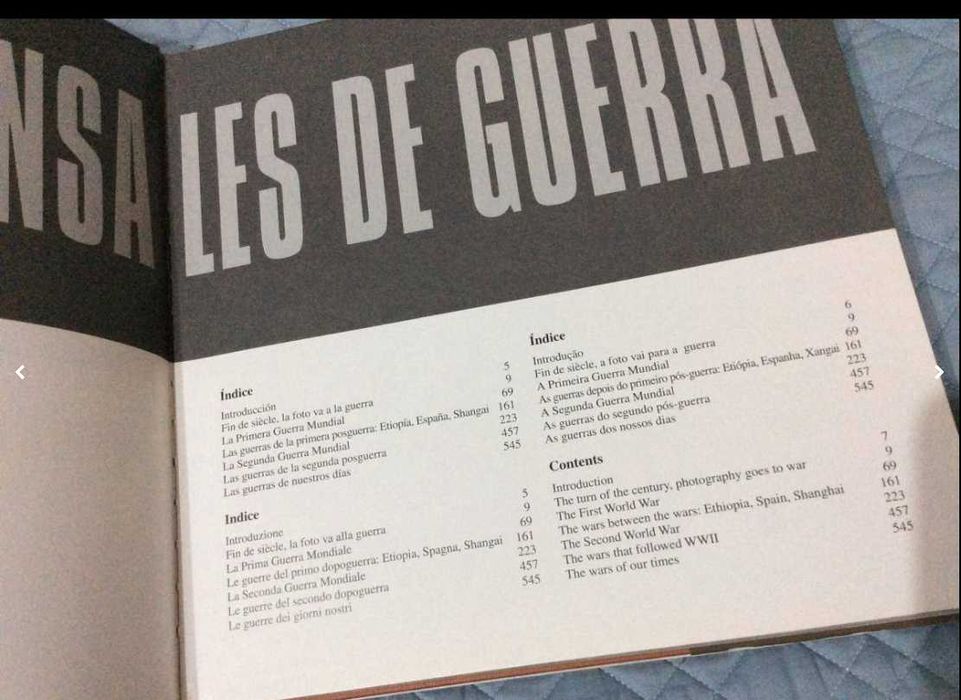 NSALES DE GUERRA
Índice
Introducción 5
Fin de siècle, la foto va a la guerra 9
La Primera Guerra Mundial 69
Las guerras de la primera posguerra: Etiopía, España, Shangai 161
La Segunda Guerra Mundial 223
Las guerras de la segunda posguerra 457
Las guerras de nuestros días 545
Indice
Introduzione 5
Fin de siècle, la foto va alla guerra 9
La Prima Guerra Mondiale 69
Le guerre del primo dopoguerra: Etiopia, Spagna, Shangai 161
La Seconda Guerra Mondiale 223
Le guerre del secondo dopoguerra 457
Le guerre dei giorni nostri 545
Índice
Introdução 6
Fin de siècle, a foto vai para a guerra 9
A Primeira Guerra Mundial 69
As guerras depois do primeiro pós-guerra: Etiópia, Espanha, Xangai 161
A Segunda Guerra Mundial 223
As guerras do segundo pós-guerra 457
As guerras dos nossos dias 545
Contents
Introduction 7
The turn of the century, photography goes to war 9
The First World War 69
The wars between the wars: Ethiopia, Spain, Shanghai 161
The Second World War 223
The wars that followed WWII 457
The wars of our times 545